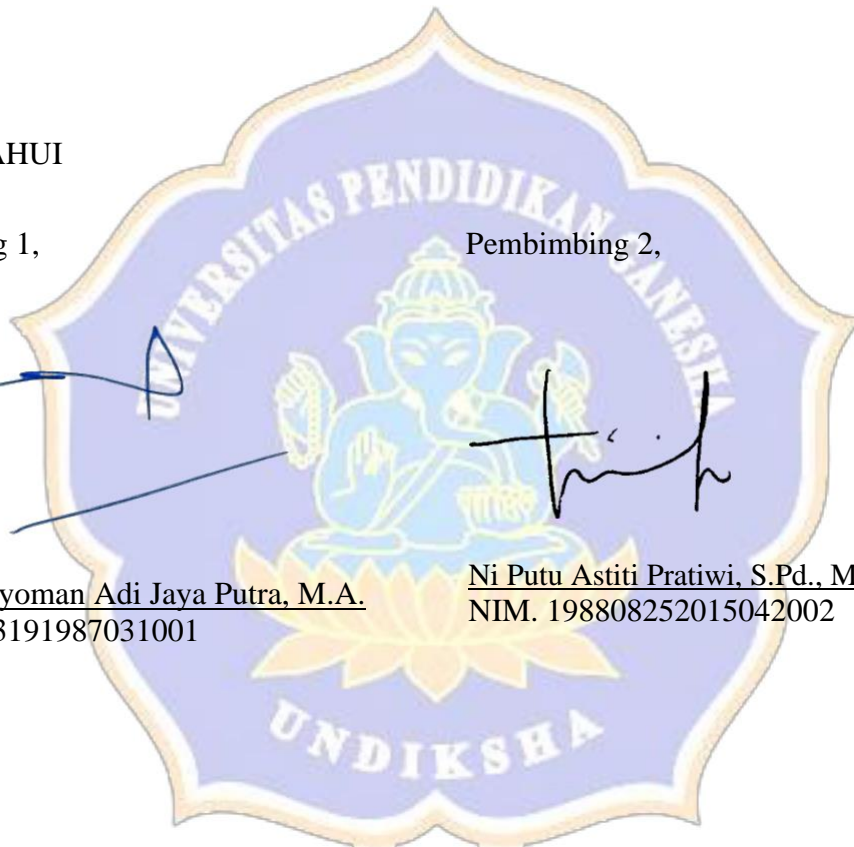 AHUI
g 1,
Pembimbing 2,
UNIVERSITAS PENDIDIKAN GANESHA
yoman Adi Jaya Putra, M.A.
3191987031001
Ni Putu Astiti Pratiwi, S.Pd., M
NIM. 198808252015042002
UNDIKSHA